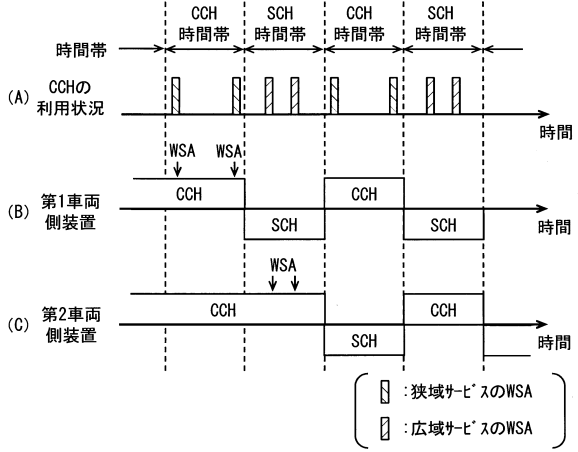 CCH SCH CCH SCH
時間帯 時間帯 時間帯 時間帯
時間帯
(A) CCHの
利用状況
時間
WSA WSA
CCH CCH
(B) 第1車両
側装置
SCH SCH
時間
WSA
CCH CCH
(C) 第2車両
側装置
SCH
時間
:狭域ｻｰﾋﾞｽのWSA
:広域ｻｰﾋﾞｽのWSA